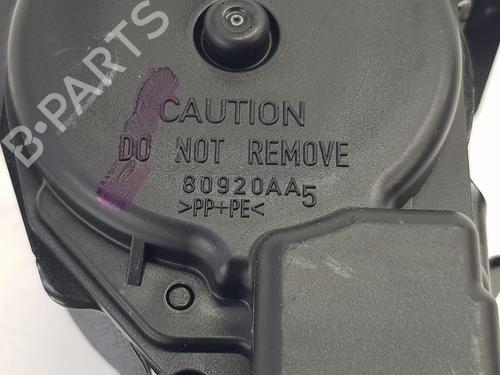 B-PARTS
CAUTION
DO NOT REMOVE
80920AA5
>PP+PE<